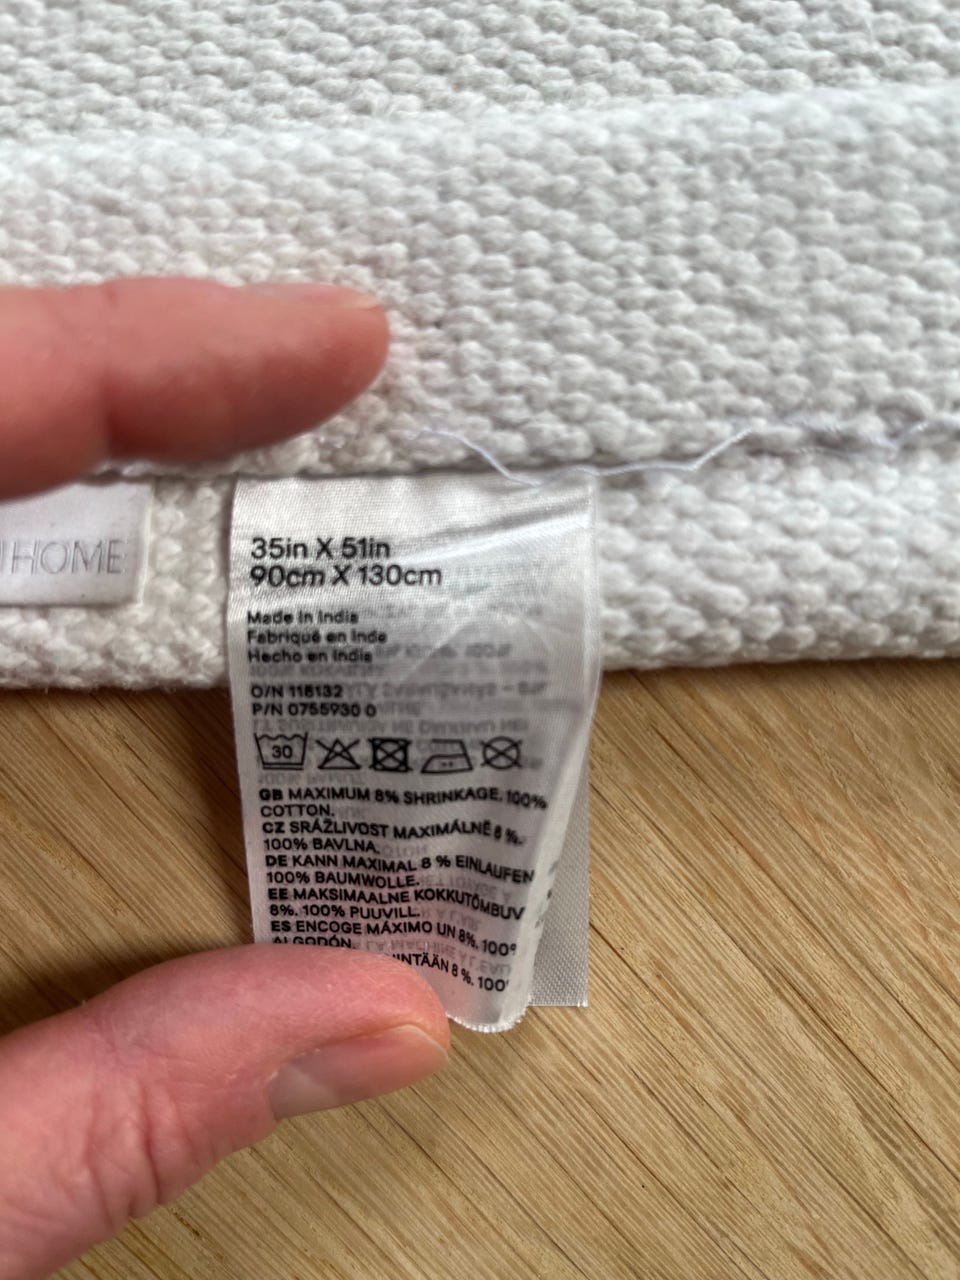 HOME
35in X 51in
90cm X 130cm
Made in India
Fabriqué en Inde
Hecho en India
O/N 118132
P/N 0755930 0
30
GB MAXIMUM 8% SHRINKAGE. 100%
COTTON.
CZ SRÁŽLIVOST MAXIMÁLNĚ 8 %.
100% BAVLNA.
DE KANN MAXIMAL 8 % EINLAUFEN
100% BAUMWOLLE.
EE MAKSIMAALNE KOKKUTÕMBUV
8%. 100% PUUVILL.
ES ENCOGE MÁXIMO UN 8%. 100%
ALGODÓN.
8 %. 100